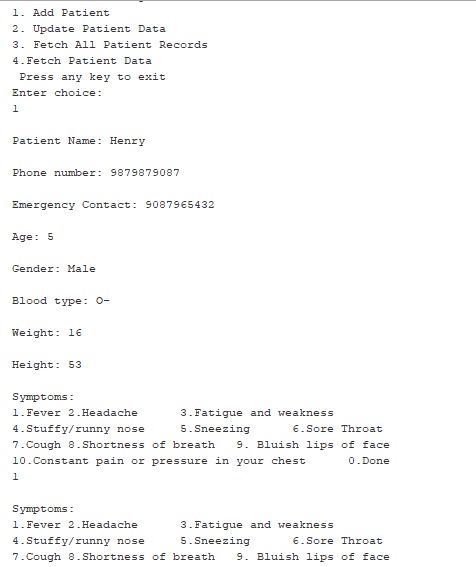 1. Add Patient
2. Update Patient Data
3. Fetch All Patient Records
4.Fetch Patient Data
Press any key to exit
Enter choice:
1
Patient Name: Henry
Phone number: 9879879087
Emergency Contact: 9087965432
Age: 5
Gender: Male
Blood type: O-
Weight: 16
Height: 53
Symptoms:
1.Fever 2.Headache 3.Fatigue and weakness
4.Stuffy/runny nose 5.Sneezing 6.Sore Throat
7.Cough 8.Shortness of breath 9. Bluish lips of face
10.Constant pain or pressure in your chest 0.Done
1
Symptoms:
1.Fever 2.Headache 3.Fatigue and weakness
4.Stuffy/runny nose 5.Sneezing 6.Sore Throat
7.Cough 8.Shortness of breath 9. Bluish lips of face